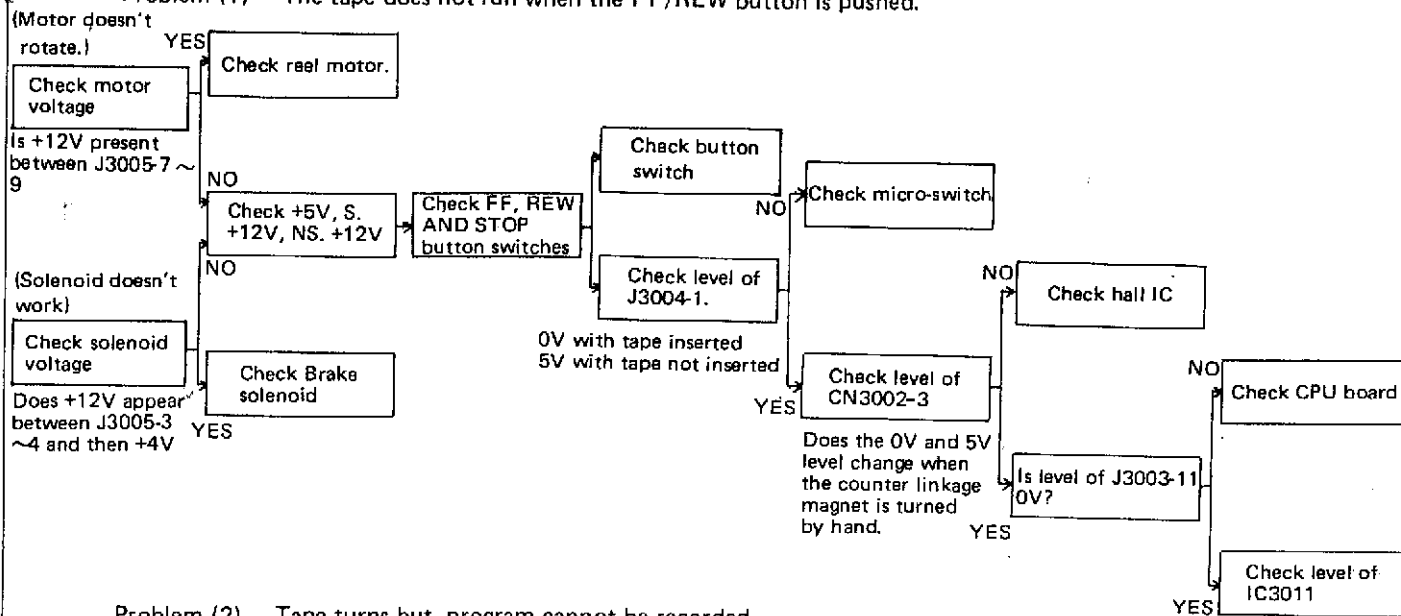 Problem (1) The tape does not run when the FF/REW button is pushed.
(Motor doesn't
rotate.)
YES
Check reel motor.
Check motor
voltage
Is +12V present
between J3005-7 ~
9
NO
Check +5V, S.
+12V, NS. +12V
NO
(Solenoid doesn't
work)
Check solenoid
voltage
Does +12V appear
between J3005-3
~4 and then +4V
YES
Check Brake
solenoid
Check FF, REW
AND STOP
button switches
Check button
switch
Check level of
J3004-1.
0V with tape inserted
5V with tape not inserted
NO
Check micro-switch
YES
Check level of
CN3002-3
Does the 0V and 5V
level change when
the counter linkage
magnet is turned
by hand.
NO
Check hall IC
YES
Is level of J3003-11
0V?
NO
Check CPU board
YES
Check level of
IC3011
Problem (2) Tape turns but program cannot be recorded